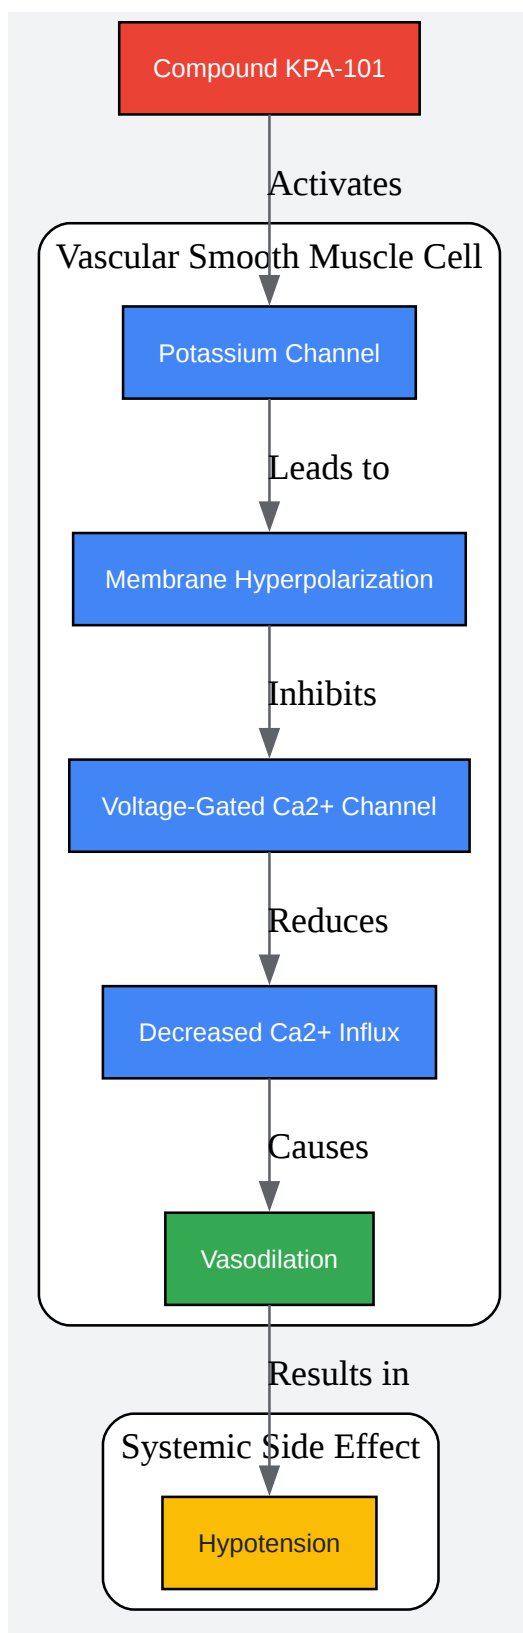 Compound KPA-101
Activates
Vascular Smooth Muscle Cell
Potassium Channel
Leads to
Membrane Hyperpolarization
Inhibits
Voltage-Gated Ca2+ Channel
Reduces
Decreased Ca2+ Influx
Causes
Vasodilation
Results in
Systemic Side Effect
Hypotension